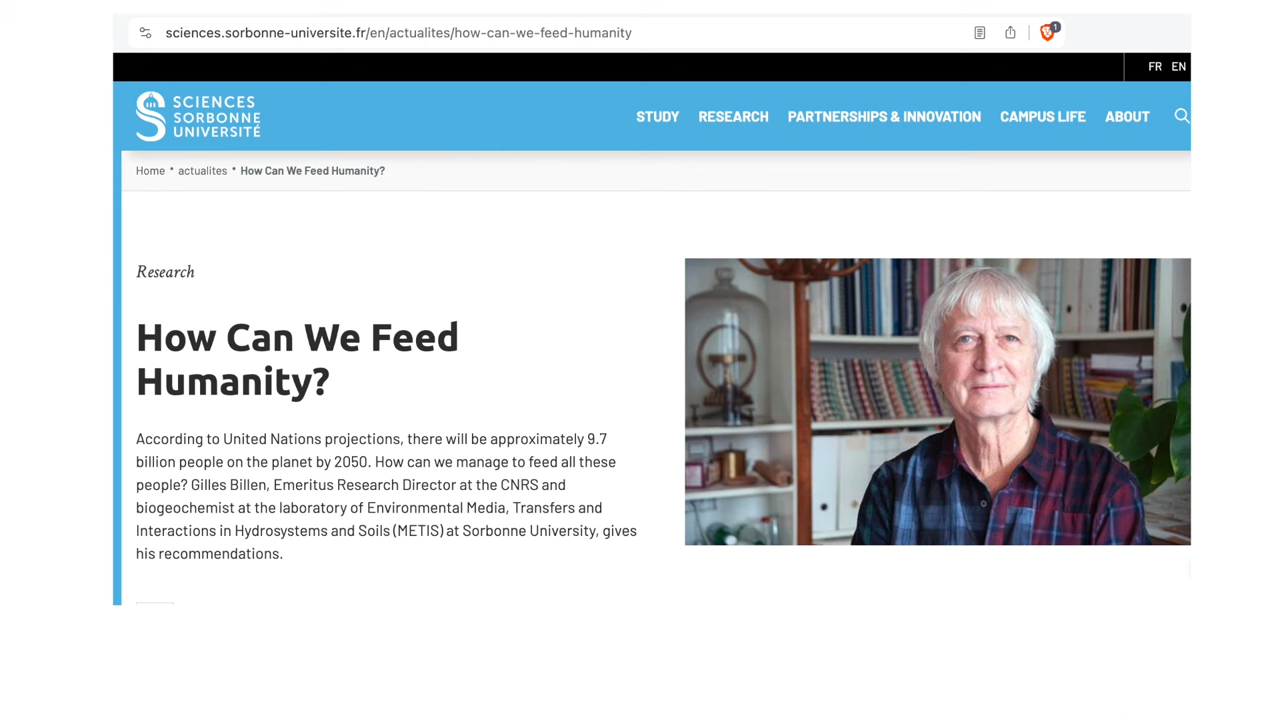 sciences.sorbonne-universite.fr/en/actualites/how-can-we-feed-humanity
1
FR EN
SCIENCES
SORBONNE
UNIVERSITÉ
STUDY RESEARCH PARTNERSHIPS & INNOVATION CAMPUS LIFE ABOUT
Home • actualites • How Can We Feed Humanity?
Research
How Can We Feed
Humanity?
According to United Nations projections, there will be approximately 9.7
billion people on the planet by 2050. How can we manage to feed all these
people? Gilles Billen, Emeritus Research Director at the CNRS and
biogeochemist at the laboratory of Environmental Media, Transfers and
Interactions in Hydrosystems and Soils (METIS) at Sorbonne University, gives
his recommendations.